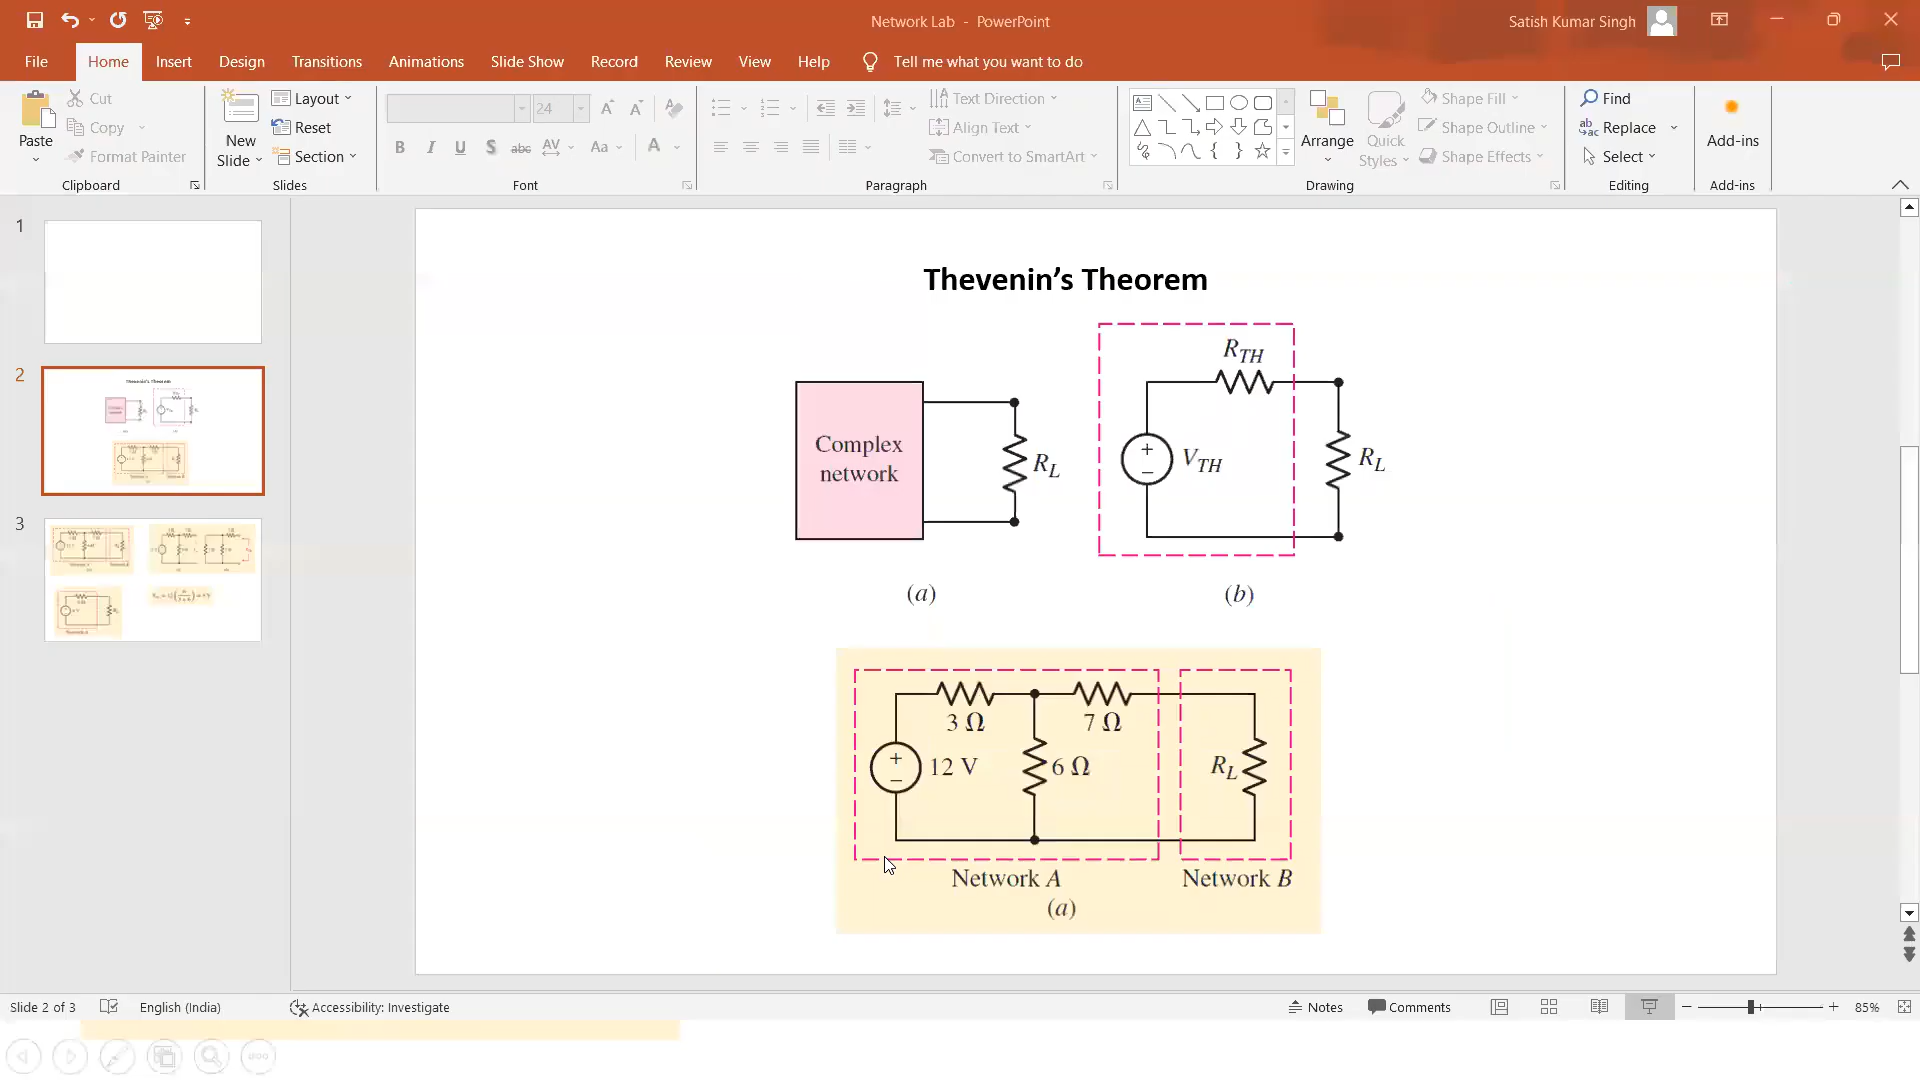 Network Lab - PowerPoint
Satish Kumar Singh
File Home Insert Design Transitions Animations Slide Show Record Review View Help Tell me what you want to do
Paste
Cut
Copy
Format Painter
Clipboard
New Slide
Layout
Reset
Section
Slides
24
B I U S abc AV Aa A
Font
Text Direction
Align Text
Convert to SmartArt
Paragraph
Arrange
Quick Styles
Shape Fill
Shape Outline
Shape Effects
Drawing
Find
Replace
Select
Editing
Add-ins
Add-ins
1
2
3
Thevenin's Theorem
Complex
network
R_L
(a)
R_TH
V_TH
R_L
(b)
3 Ω
7 Ω
12 V
6 Ω
R_L
Network A
Network B
(a)
Slide 2 of 3
English (India)
Accessibility: Investigate
Notes
Comments
85%